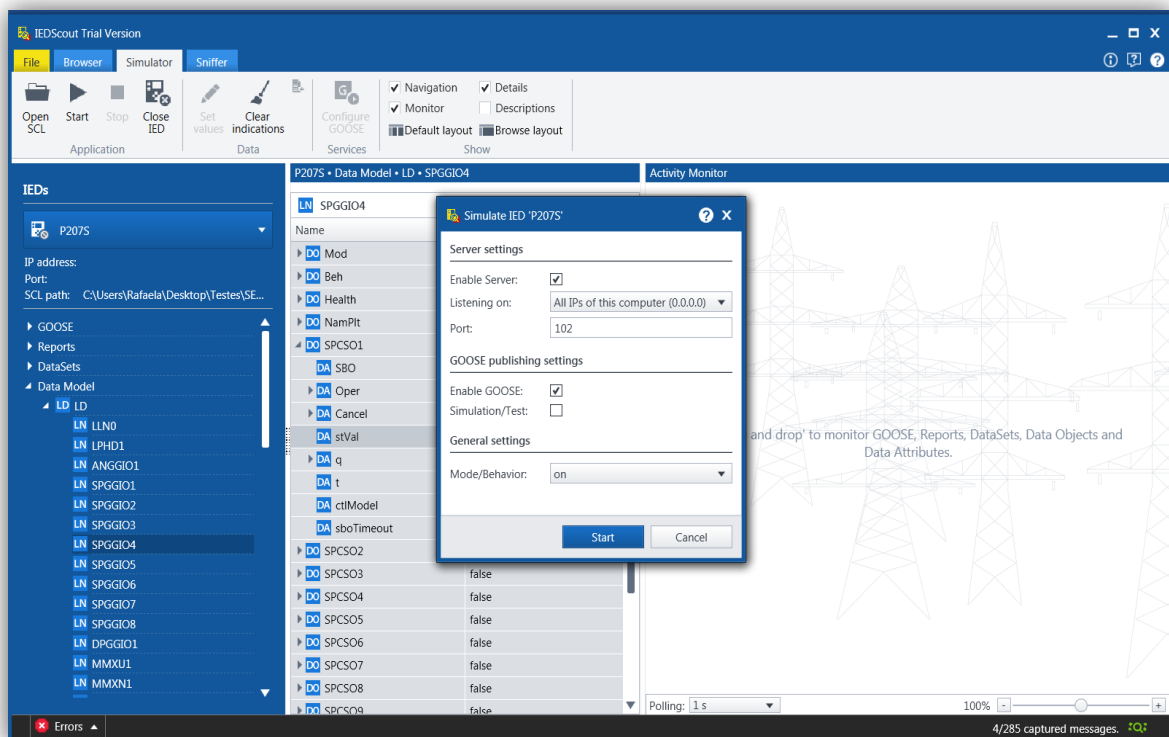 IEDScout Trial Version
File Browser Simulator Sniffer
Open SCL
Start
Stop
Close IED
Application
Set values
Clear indications
Data
Configure GOOSE
Services
Navigation
Details
Monitor
Descriptions
Default layout
Browse layout
Show
IEDs
P207S
IP address:
Port:
SCL path: C:\Users\Rafaela\Desktop\Testes\SE...
GOOSE
Reports
DataSets
Data Model
LD LD
LN LLN0
LN LPHD1
LN ANGGIO1
LN SPGGIO1
LN SPGGIO2
LN SPGGIO3
LN SPGGIO4
LN SPGGIO5
LN SPGGIO6
LN SPGGIO7
LN SPGGIO8
LN DPGGIO1
LN MMXU1
LN MMXN1
P207S • Data Model • LD • SPGGIO4
LN SPGGIO4
Name
DO Mod
DO Beh
DO Health
DO NamPlt
DO SPCSO1
DA SBO
DA Oper
DA Cancel
DA stVal
DA q
DA t
DA ctlModel
DA sboTimeout
DO SPCSO2
DO SPCSO3 false
DO SPCSO4 false
DO SPCSO5 false
DO SPCSO6 false
DO SPCSO7 false
DO SPCSO8 false
DO SPCSO9 false
Simulate IED 'P207S'
Server settings
Enable Server:
Listening on: All IPs of this computer (0.0.0.0)
Port: 102
GOOSE publishing settings
Enable GOOSE:
Simulation/Test:
General settings
Mode/Behavior: on
Start Cancel
Activity Monitor
and drop' to monitor GOOSE, Reports, DataSets, Data Objects and
Data Attributes.
Polling: 1 s
100% - +
Errors
4/285 captured messages.